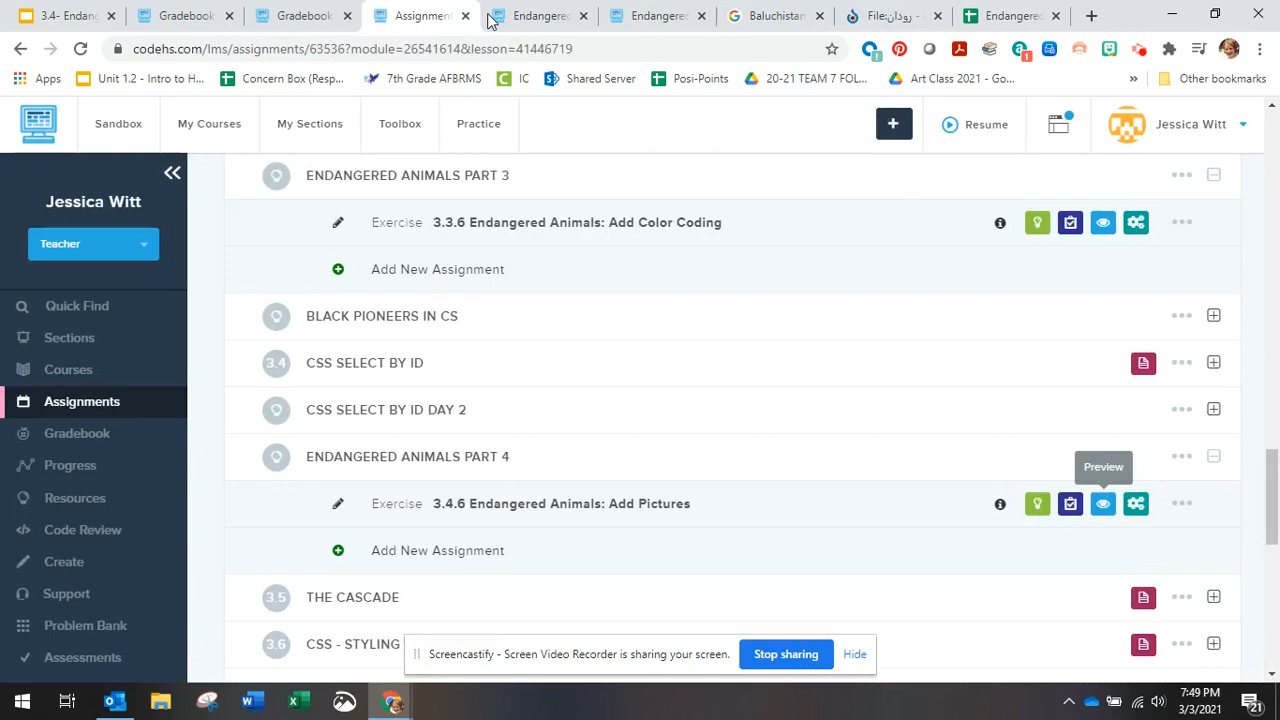 3.4- Endang
Gradebook
Gradebook
Assignmen
Endangered
Endangered
Baluchistan
Endangered
codehs.com/lms/assignments/63536?module=26541614&lesson=41446719
Apps
Unit 1.2 - Intro to H...
Concern Box (Resp...
7th Grade AFBRMS
IC
Shared Server
Posi-Points
20-21 TEAM 7 FOL...
Art Class 2021 - Go...
»
Other bookmarks
Sandbox
My Courses
My Sections
Toolbox
Practice
Resume
Jessica Witt
Jessica Witt
Teacher
Quick Find
Sections
Courses
Assignments
Gradebook
Progress
Resources
Code Review
Create
Support
Problem Bank
Assessments
ENDANGERED ANIMALS PART 3
Exercise 3.3.6 Endangered Animals: Add Color Coding
Add New Assignment
BLACK PIONEERS IN CS
3.4 CSS SELECT BY ID
CSS SELECT BY ID DAY 2
ENDANGERED ANIMALS PART 4
Preview
Exercise 3.4.6 Endangered Animals: Add Pictures
Add New Assignment
3.5 THE CASCADE
3.6 CSS - STYLING
Screencastify - Screen Video Recorder is sharing your screen.
Stop sharing
Hide
7:49 PM
3/3/2021
21